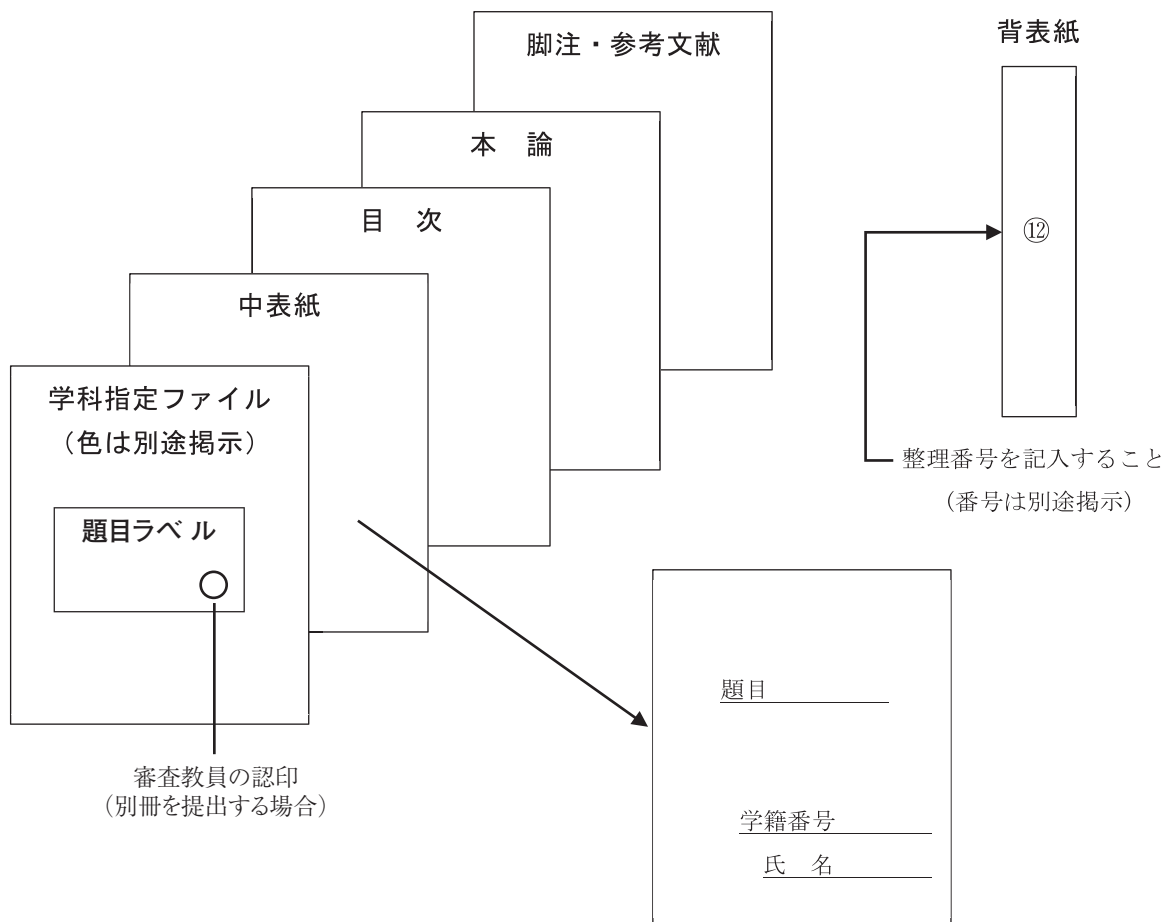 脚注・参考文献
背表紙
本　論
目　次
⑫
中表紙
学科指定ファイル
（色は別途掲示）
整理番号を記入すること
（番号は別途掲示）
題目ラベル
題目
審査教員の認印
（別冊を提出する場合）
学籍番号
氏　名